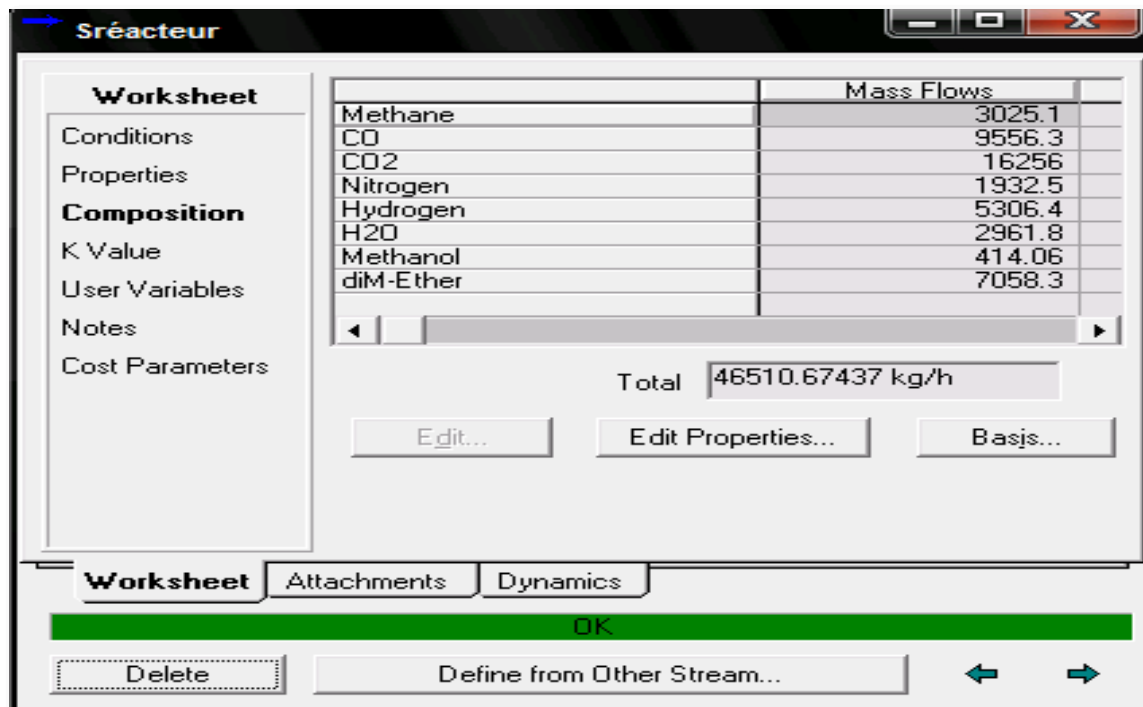 Sréacteur
Worksheet
Conditions
Properties
Composition
K Value
User Variables
Notes
Cost Parameters
Mass Flows
Methane 3025.1
CO 9556.3
CO2 16256
Nitrogen 1932.5
Hydrogen 5306.4
H2O 2961.8
Methanol 414.06
diM-Ether 7058.3
Total 46510.67437 kg/h
Edit... Edit Properties... Basis...
Worksheet Attachments Dynamics
OK
Delete Define from Other Stream...